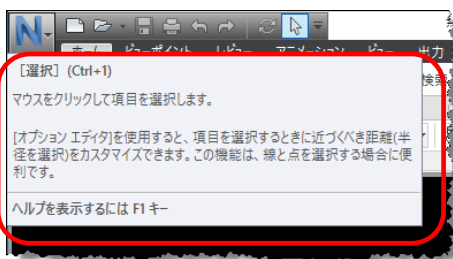 N
ホーム ビューポイント レビュー アニメーション ビュー 出力
検索
[選択] (Ctrl+1)
マウスをクリックして項目を選択します。
[オプション エディタ]を使用すると、項目を選択するときに近づくべき距離(半
径を選択)をカスタマイズできます。この機能は、線と点を選択する場合に便
利です。
ヘルプを表示するには F1 キー